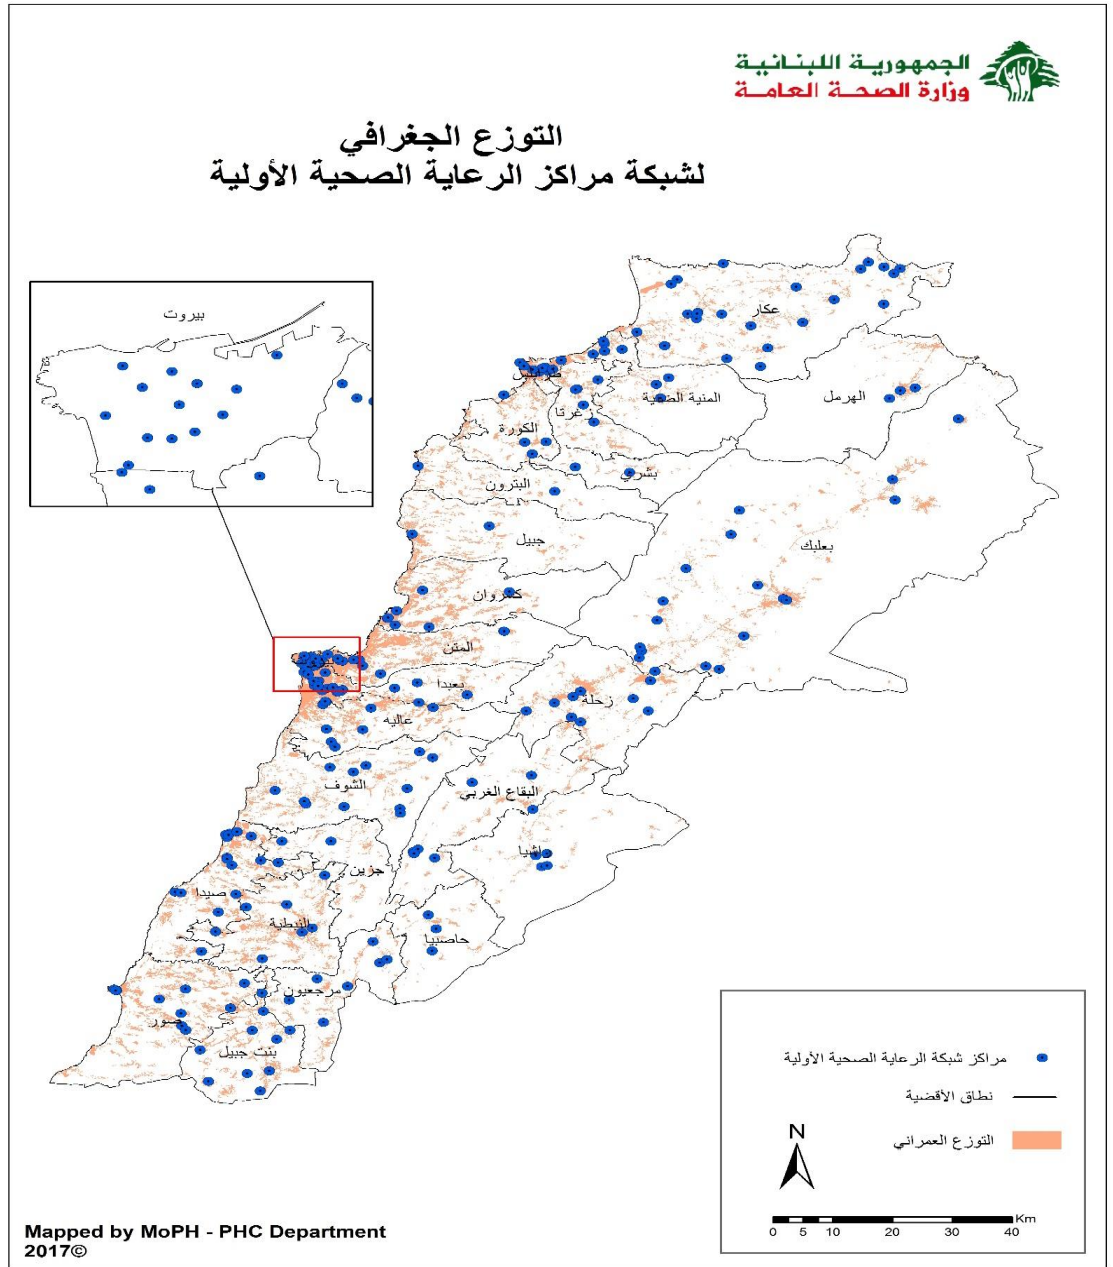 الجمهورية اللبنانية
وزارة الصحة العامة
التوزع الجغرافي
لشبكة مراكز الرعاية الصحية الأولية
بيروت
عكار
طرابلس
المنية الضنية
الهرمل
زغرتا
الكورة
بشري
البترون
جبيل
بعلبك
كسروان
المتن
بيروت
بعبدا
زحلة
عاليه
الشوف
البقاع الغربي
راشيا
جزين
صيدا
النبطية
حاصبيا
مرجعيون
صور
بنت جبيل
مراكز شبكة الرعاية الصحية الأولية
نطاق الأقضية
التوزع العمراني
N
Km
0 5 10 20 30 40
Mapped by MoPH - PHC Department
2017©